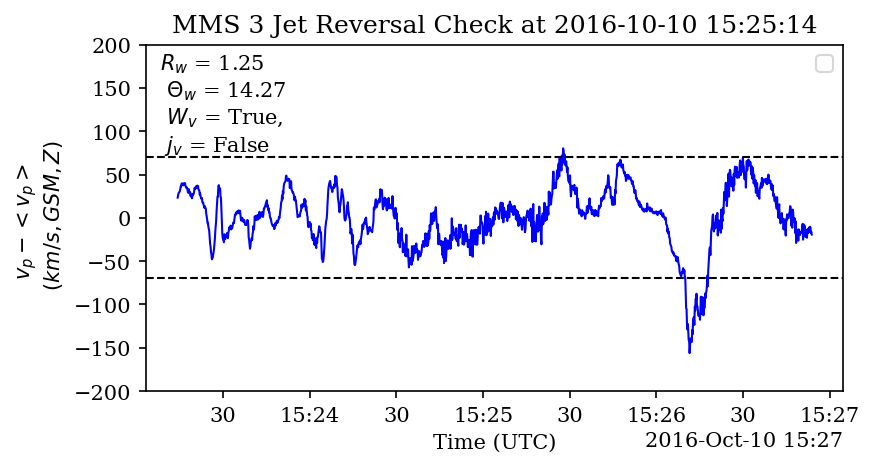 MMS 3 Jet Reversal Check at 2016-10-10 15:25:14
200
150
100
50
0
−50
−100
−150
−200
v_p − < v_p >
(km/s, GSM, Z)
R_w = 1.25
Θ_w = 14.27
W_v = True,
j_v = False
30 15:24 30 15:25 30 15:26 30 15:27
Time (UTC)
2016-Oct-10 15:27